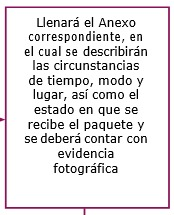 Llenará el Anexo
correspondiente, en
el cual se describirán
las circunstancias
de tiempo, modo y
lugar, así como el
estado en que se
recibe el paquete y
se deberá contar con
evidencia
fotográfica